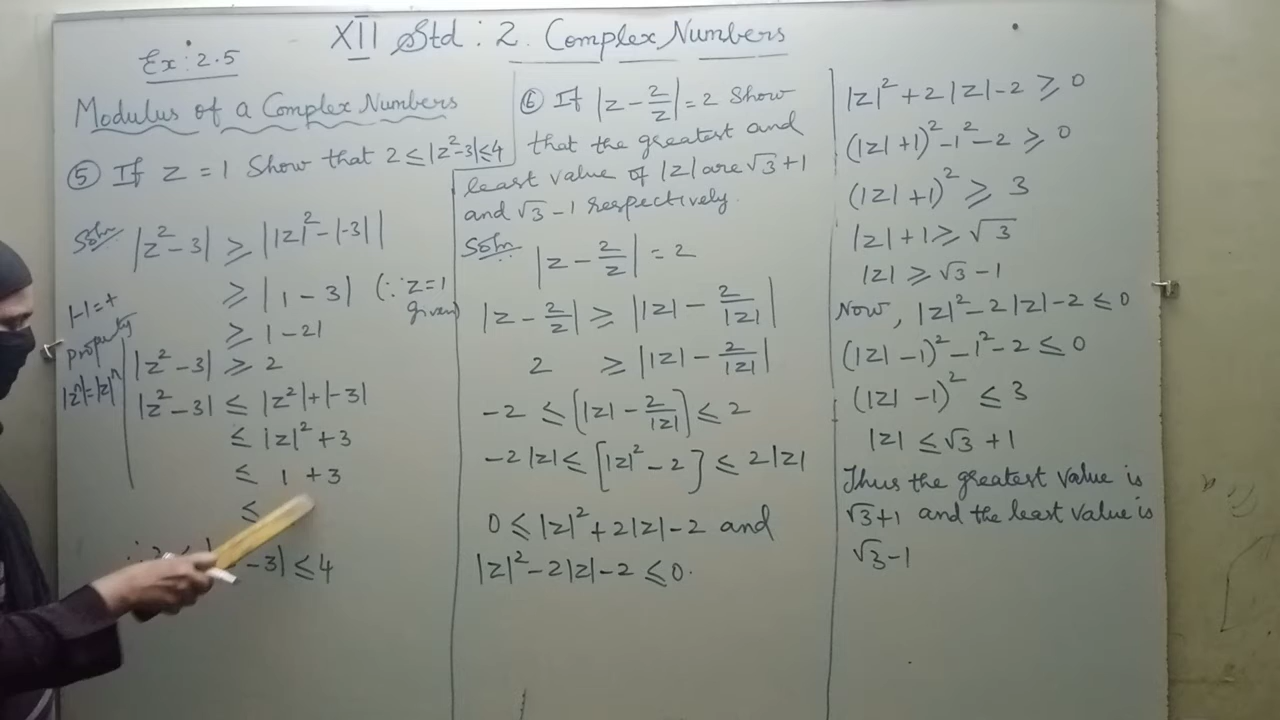 XII Std : 2. Complex Numbers
Ex : 2.5
Modulus of a Complex Numbers
⑤ If z = 1 Show that 2 ≤ |z²-3| ≤ 4
Soln
|z² - 3| ≥ ||z|² - |-3||
≥ | 1 - 3| (∵ z=1 given)
≥ |-2|
|-|=+
Property
|zⁿ|=|z|ⁿ
|z² - 3| ≥ 2
|z² - 3| ≤ |z²|+|-3|
≤ |z|² + 3
≤ 1 + 3
≤
-3| ≤ 4
⑥ If |z - 2/z| = 2 Show
that the greatest and
least value of |z| are √3+1
and √3 - 1 respectively.
Soln
|z - 2/z| = 2
|z - 2/z| ≥ ||z| - 2/|z||
2 ≥ ||z| - 2/|z||
-2 ≤ [|z| - 2/|z|] ≤ 2
-2|z| ≤ [|z|² - 2] ≤ 2|z|
0 ≤ |z|² + 2|z| - 2 and
|z|² - 2|z| - 2 ≤ 0.
|z|² + 2|z| - 2 ≥ 0
(|z| + 1)² - 1² - 2 ≥ 0
(|z| + 1)² ≥ 3
|z| + 1 ≥ √3
|z| ≥ √3 - 1
Now, |z|² - 2|z| - 2 ≤ 0
(|z| - 1)² - 1² - 2 ≤ 0
(|z| - 1)² ≤ 3
|z| ≤ √3 + 1
Thus the greatest value is
√3+1 and the least value is
√3 - 1